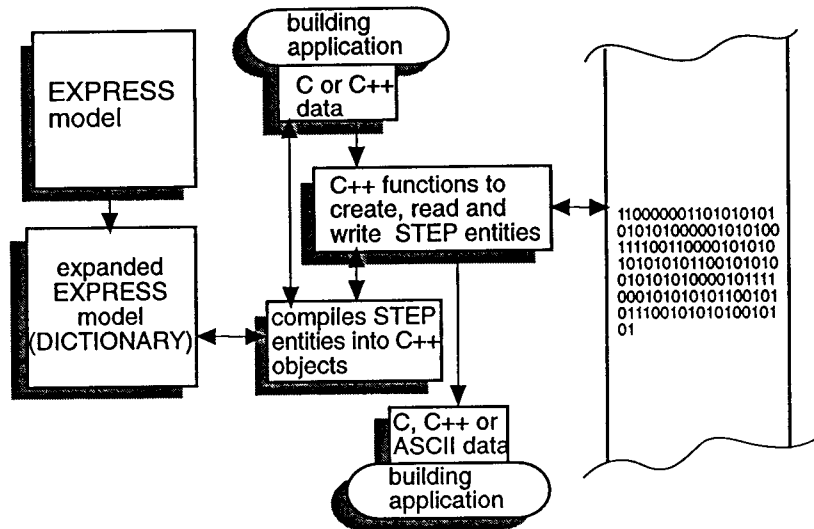 building
application
EXPRESS
model
C or C++
data
C++ functions to
create, read and
write STEP entities
110000001101010101
010101000001010100
111100110000101010
101010101100101010
010101010000101111
000101010101100101
011100101010100101
01
expanded
EXPRESS
model
(DICTIONARY)
compiles STEP
entities into C++
objects
C, C++ or
ASCII data
building
application